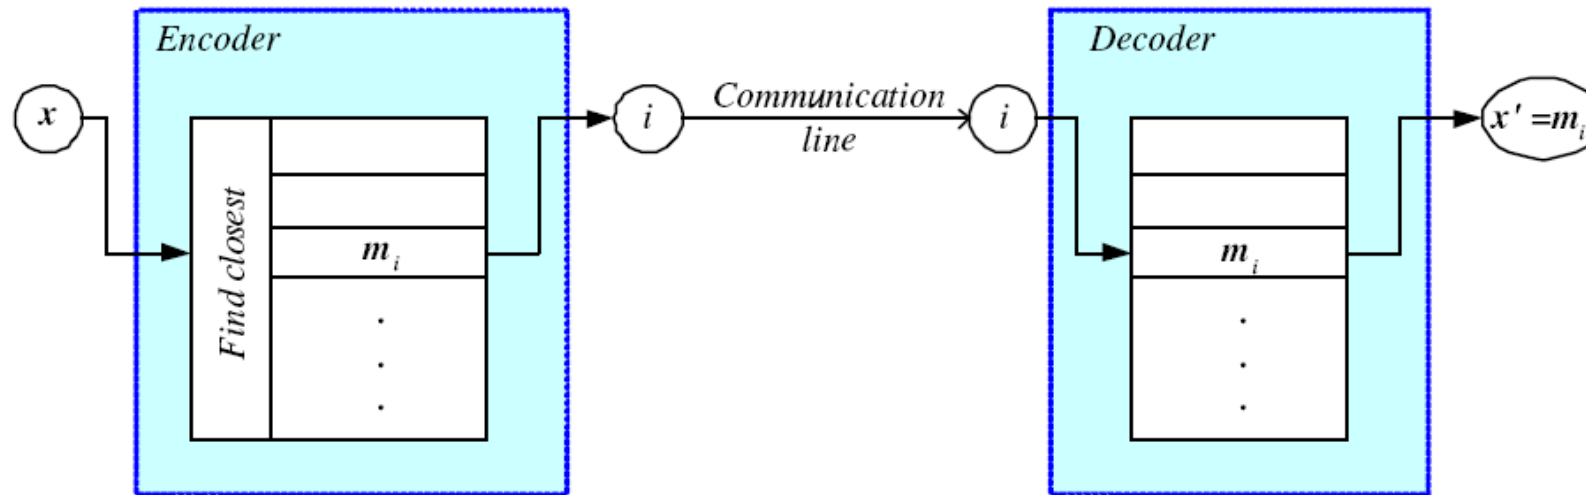 Encoder
Decoder
x
i
Communication
line
i
x' =mᵢ
Find closest
mᵢ
.
.
.
mᵢ
.
.
.